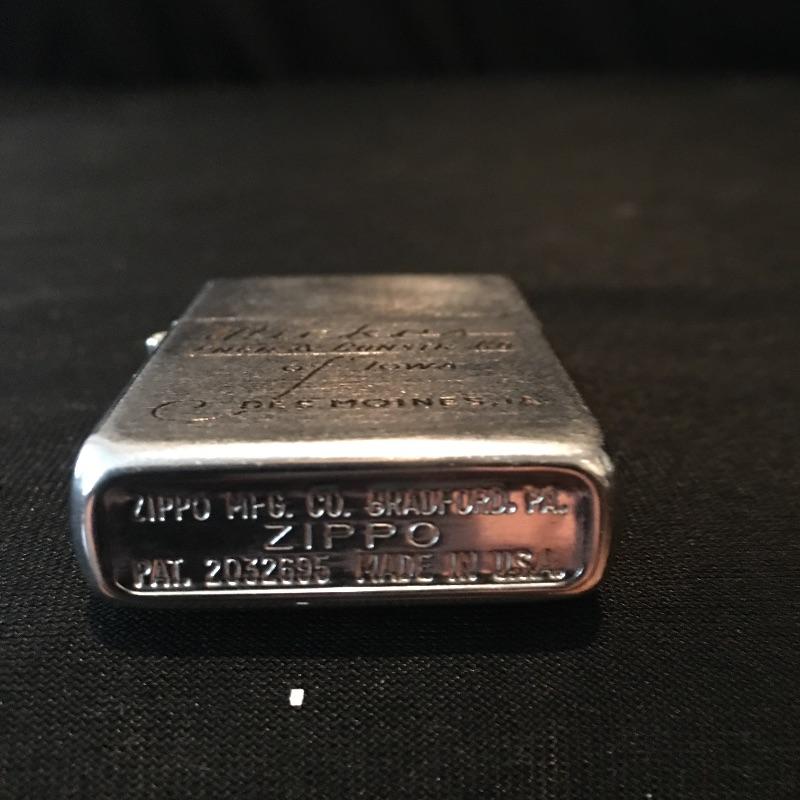 of Iowa
DES MOINES, IA
ZIPPO MFG. CO. BRADFORD. PA.
ZIPPO
PAT. 2032695 MADE IN U.S.A.